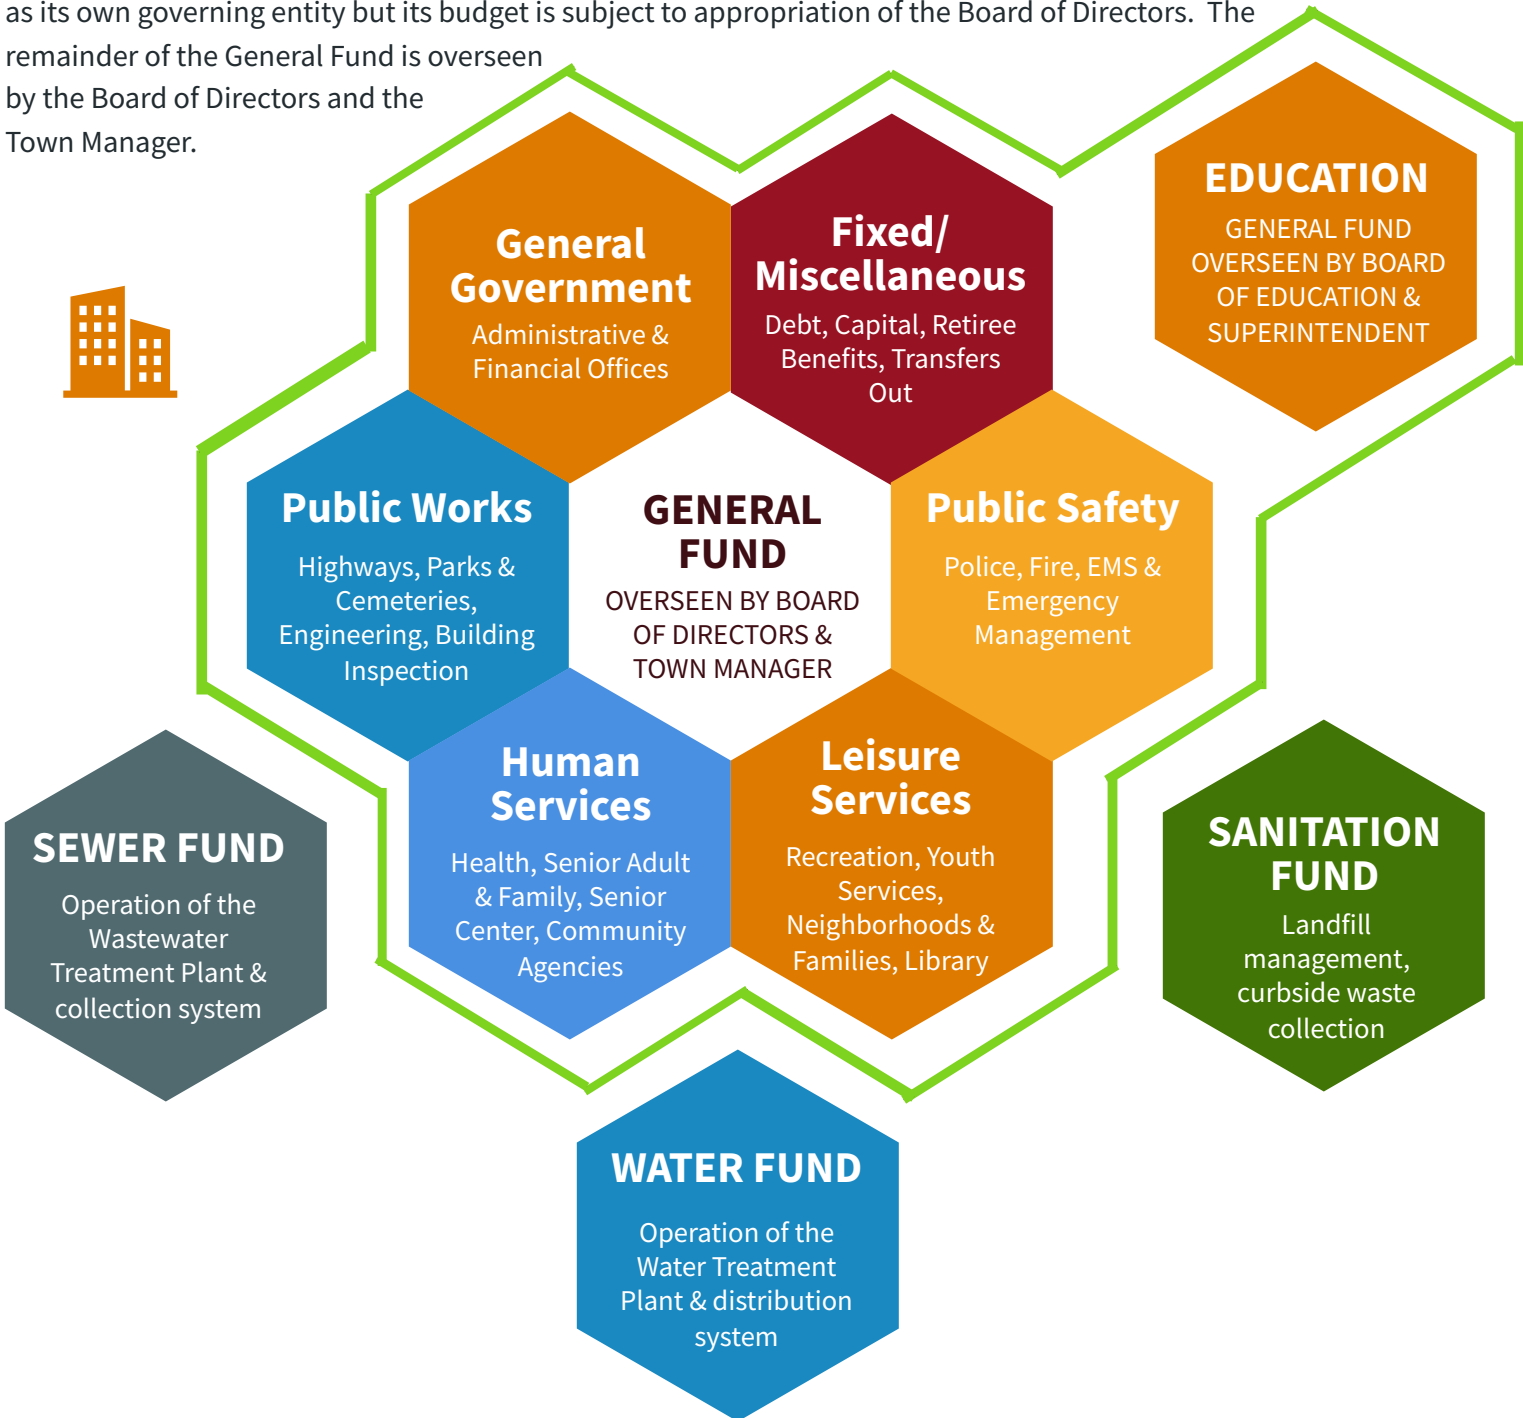 as its own governing entity but its budget is subject to appropriation of the Board of Directors.  The
remainder of the General Fund is overseen
by the Board of Directors and the
Town Manager.
EDUCATION
GENERAL FUND
OVERSEEN BY BOARD
OF EDUCATION &
SUPERINTENDENT
General
Government
Administrative &
Financial Offices
Fixed/
Miscellaneous
Debt, Capital, Retiree
Benefits, Transfers
Out
Public Works
Highways, Parks &
Cemeteries,
Engineering, Building
Inspection
GENERAL
FUND
OVERSEEN BY BOARD
OF DIRECTORS &
TOWN MANAGER
Public Safety
Police, Fire, EMS &
Emergency
Management
Human
Services
Health, Senior Adult
& Family, Senior
Center, Community
Agencies
Leisure
Services
Recreation, Youth
Services,
Neighborhoods &
Families, Library
SEWER FUND
Operation of the
Wastewater
Treatment Plant &
collection system
SANITATION
FUND
Landfill
management,
curbside waste
collection
WATER FUND
Operation of the
Water Treatment
Plant & distribution
system